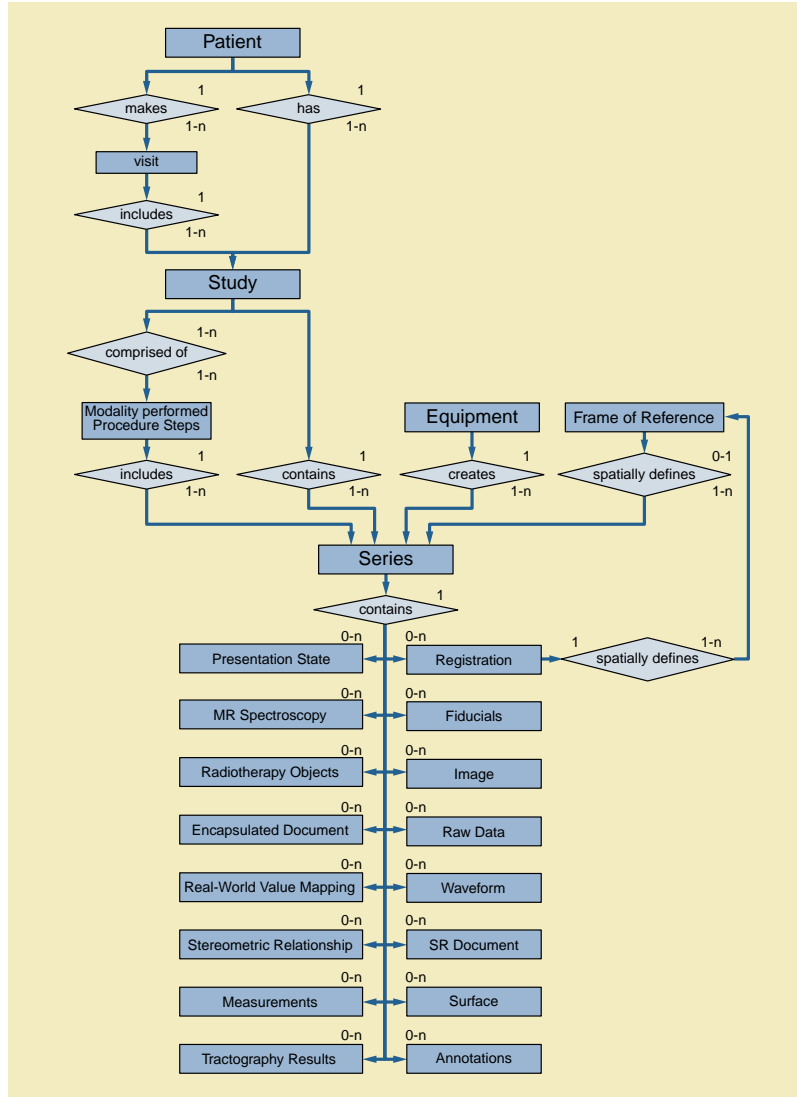 Patient
1
1
makes
has
1-n
1-n
visit
1
includes
1-n
Study
1-n
comprised of
1-n
Modality performed
Procedure Steps
Equipment
Frame of Reference
1
1
1
0-1
includes
contains
creates
spatially defines
1-n
1-n
1-n
1-n
Series
1
contains
0-n
0-n
1
1-n
Presentation State
Registration
spatially defines
0-n
0-n
MR Spectroscopy
Fiducials
0-n
0-n
Radiotherapy Objects
Image
0-n
0-n
Encapsulated Document
Raw Data
0-n
0-n
Real-World Value Mapping
Waveform
0-n
0-n
Stereometric Relationship
SR Document
0-n
0-n
Measurements
Surface
0-n
0-n
Tractography Results
Annotations